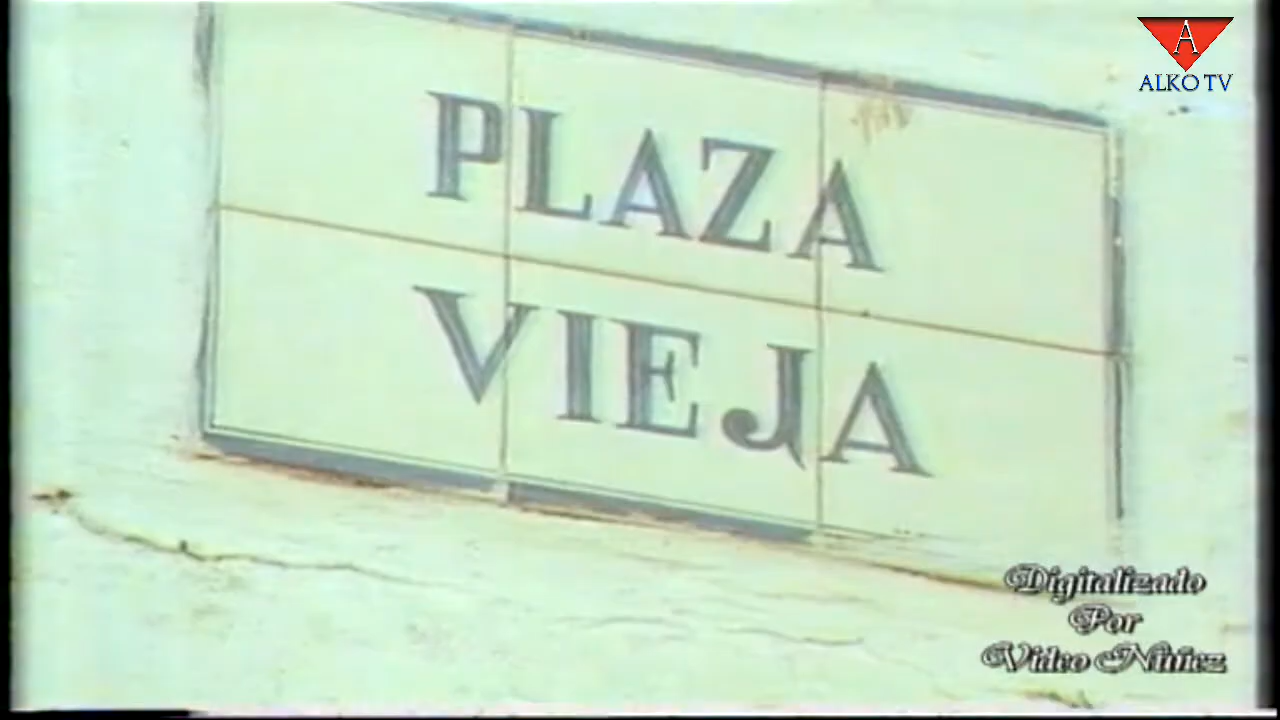 A
ALKO TV
PLAZA
VIEJA
Digitalizado
Por
Video Núñez